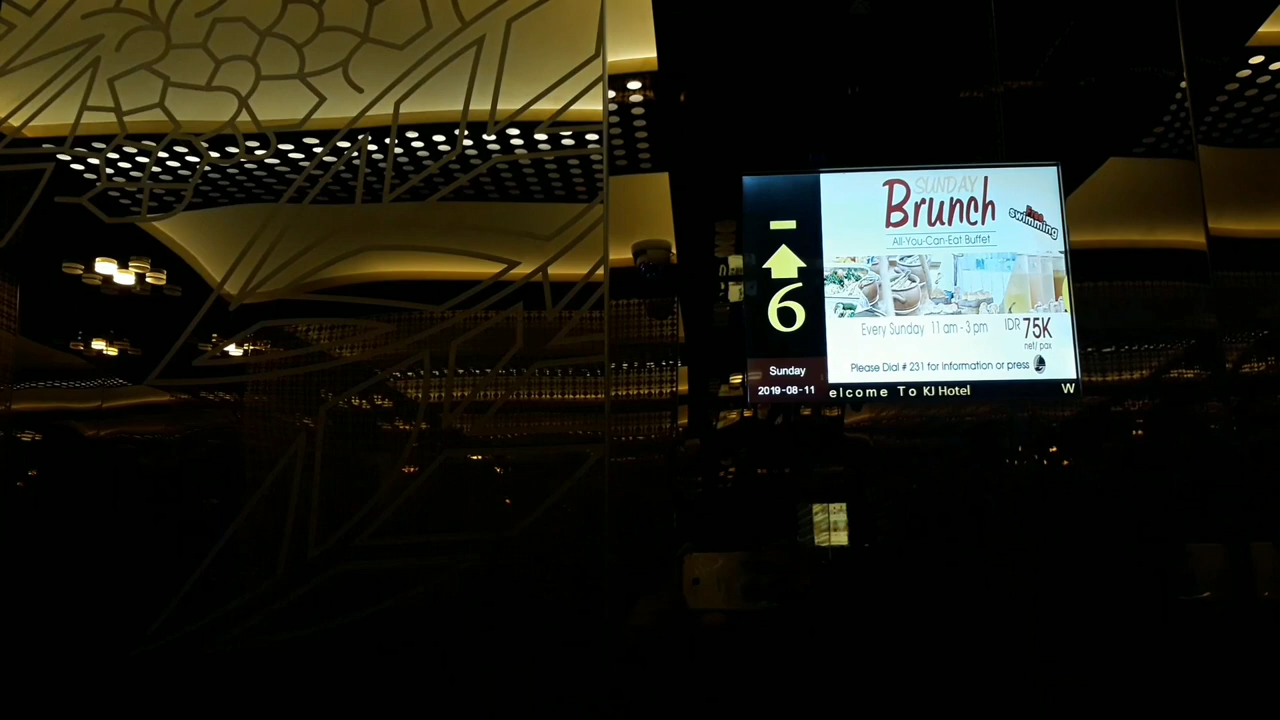 6
Sunday
2019-08-11
SUNDAY
Brunch
Free
swimming
All-You-Can-Eat Buffet
Every Sunday 11 am - 3 pm
IDR 75K
net/ pax
Please Dial # 231 for information or press
elcome To KJ Hotel W